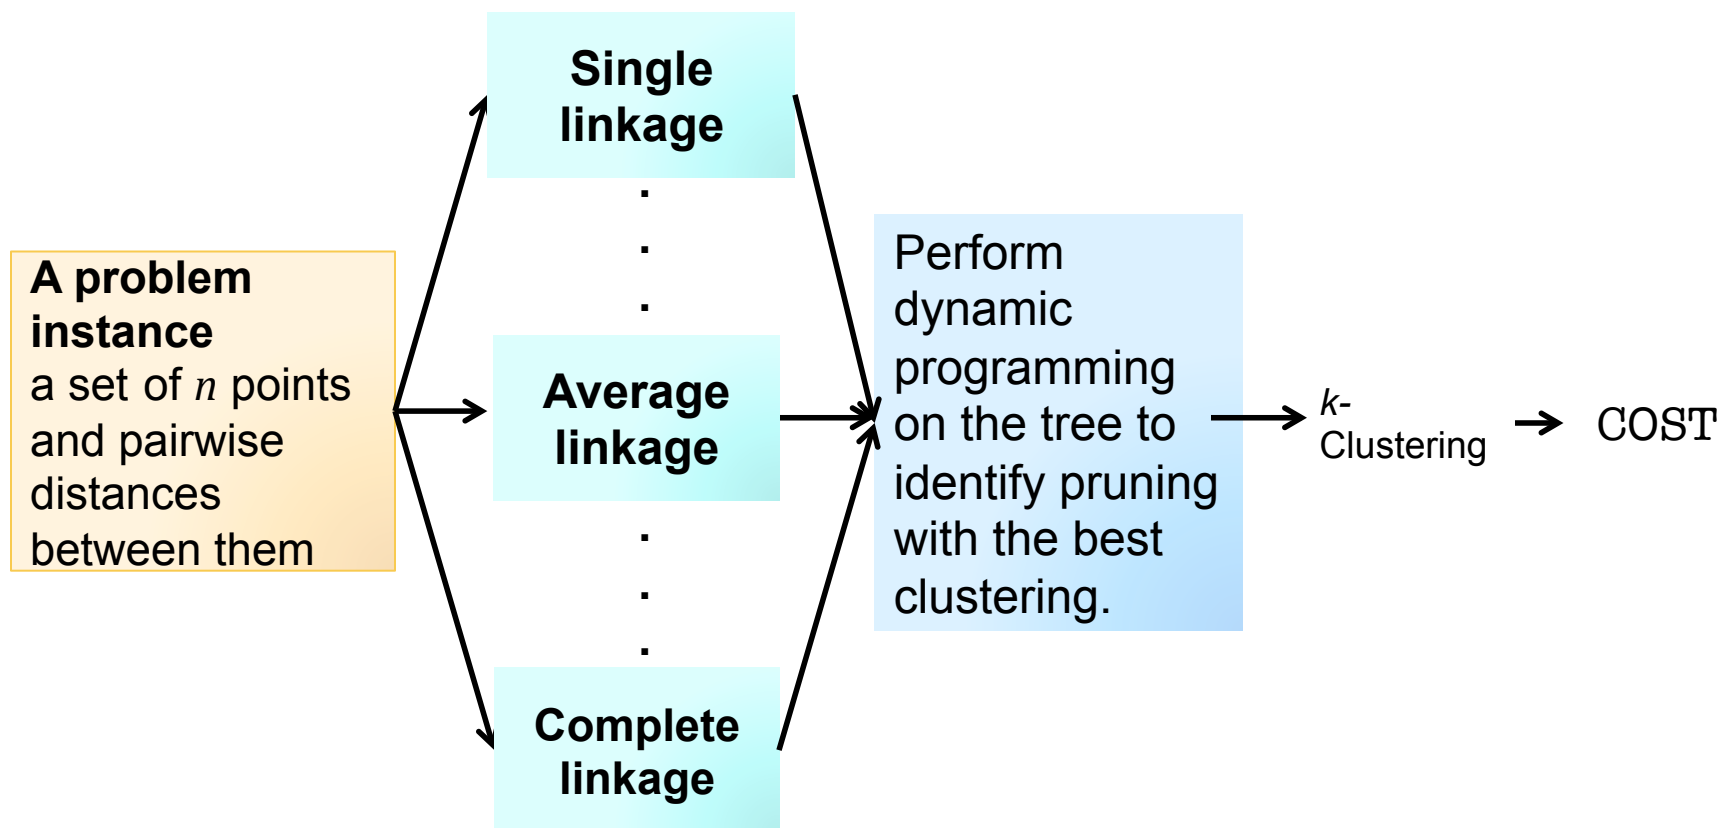 A problem
instance
a set of n points
and pairwise
distances
between them
Single
linkage
.
.
.
Average
linkage
.
.
.
Complete
linkage
Perform
dynamic
programming
on the tree to
identify pruning
with the best
clustering.
k-
Clustering
COST